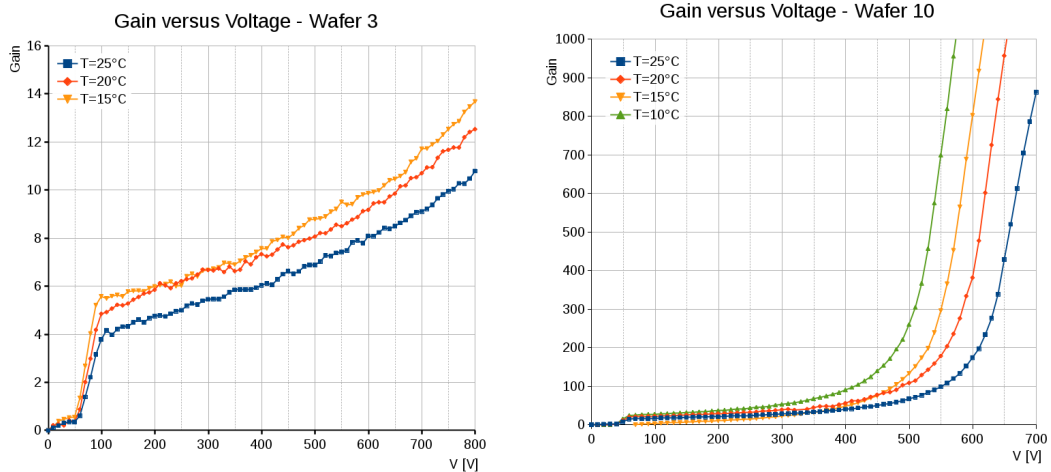 Gain versus Voltage - Wafer 3
Gain
16
14
12
10
8
6
4
2
0
T=25°C
T=20°C
T=15°C
0 100 200 300 400 500 600 700 800
V [V]
Gain versus Voltage - Wafer 10
Gain
1000
900
800
700
600
500
400
300
200
100
0
T=25°C
T=20°C
T=15°C
T=10°C
0 100 200 300 400 500 600 700
V [V]